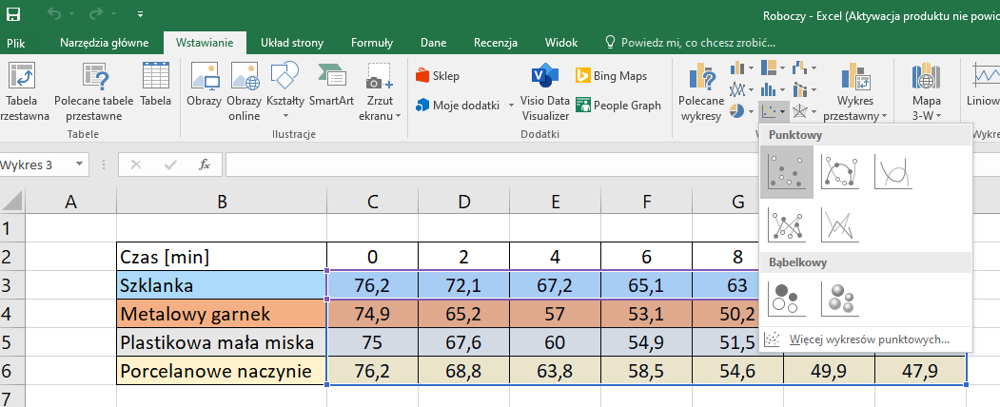 Roboczy - Excel (Aktywacja produktu nie powic
Plik Narzędzia główne Wstawianie Układ strony Formuły Dane Recenzja Widok Powiedz mi, co chcesz zrobić...
Tabela przestawna
Polecane tabele przestawne
Tabela
Tabele
Obrazy
Obrazy online
Kształty
SmartArt
Zrzut ekranu
Ilustracje
Sklep
Moje dodatki
Visio Data Visualizer
Bing Maps
People Graph
Dodatki
Polecane wykresy
Wykres przestawny
Mapa 3-W
Liniow
Wykre
Punktowy
Bąbelkowy
Więcej wykresów punktowych...
Wykres 3 fx
A B C D E F G
1
2 Czas [min] 0 2 4 6 8
3 Szklanka 76,2 72,1 67,2 65,1 63
4 Metalowy garnek 74,9 65,2 57 53,1 50,2
5 Plastikowa mała miska 75 67,6 60 54,9 51,5
6 Porcelanowe naczynie 76,2 68,8 63,8 58,5 54,6 49,9 47,9
7